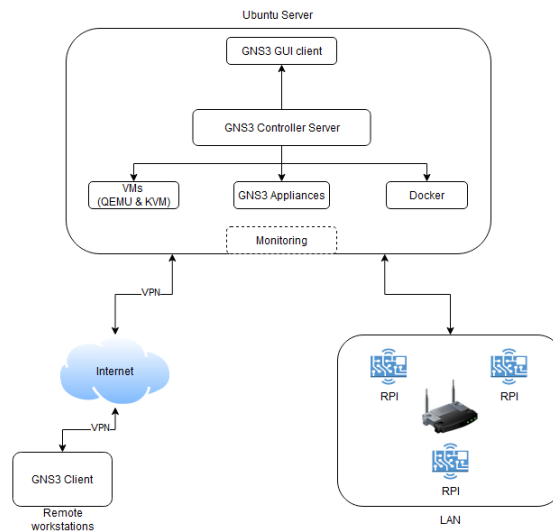 Ubuntu Server
GNS3 GUI client
GNS3 Controller Server
VMs
(QEMU & KVM)
GNS3 Appliances
Docker
Monitoring
VPN
Internet
VPN
GNS3 Client
Remote
workstations
RPI
RPI
RPI
LAN